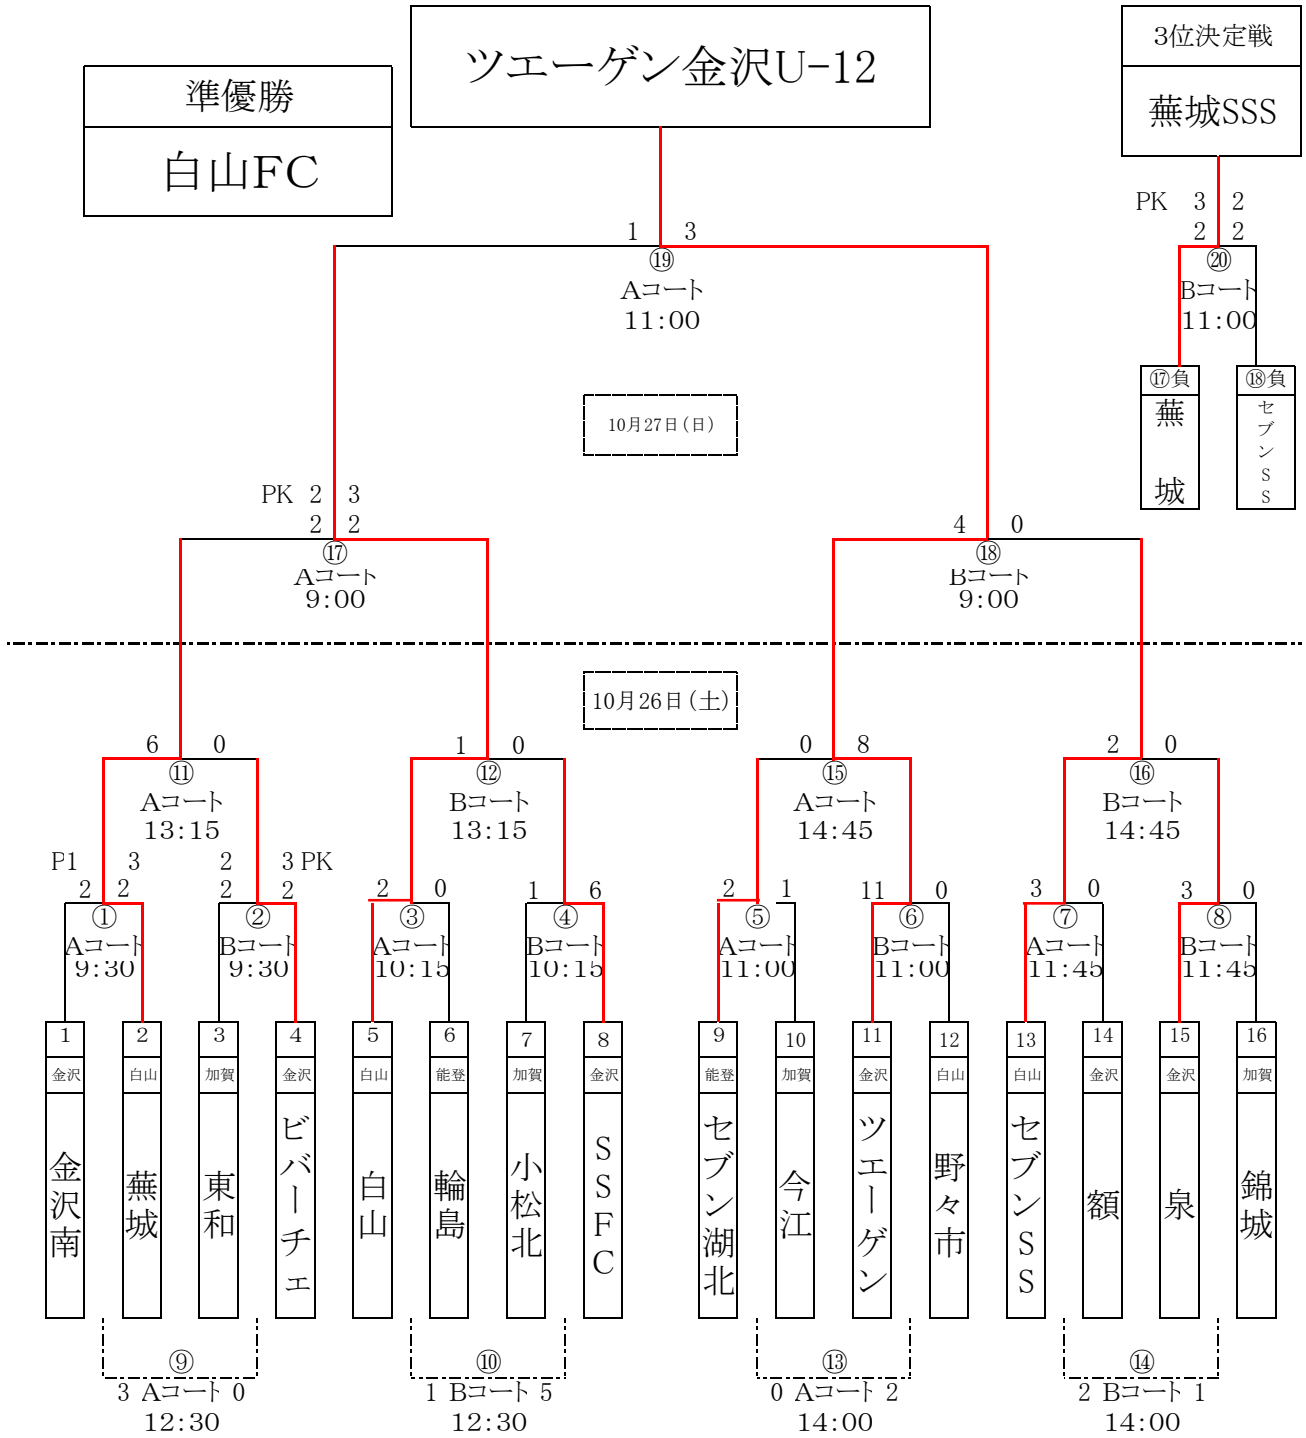 ツエーゲン金沢U-12
3位決定戦
蕪城SSS
準優勝
白山FC
PK 3 2
2 2
⑳
Bコート
11:00
⑰負
蕪城
⑱負
セブンSS
1 3
⑲
Aコート
11:00
10月27日(日)
PK 2 3
2 2
⑰
Aコート
9:00
4 0
⑱
Bコート
9:00
10月26日(土)
6 0
⑪
Aコート
13:15
1 0
⑫
Bコート
13:15
0 8
⑮
Aコート
14:45
2 0
⑯
Bコート
14:45
P1 3
2 2
①
Aコート
9:30
2 3 PK
2 2
②
Bコート
9:30
2 0
③
Aコート
10:15
1 6
④
Bコート
10:15
2 1
⑤
Aコート
11:00
11 0
⑥
Bコート
11:00
3 0
⑦
Aコート
11:45
3 0
⑧
Bコート
11:45
1
金沢
金沢南
2
白山
蕪城
3
加賀
東和
4
金沢
ビバーチェ
5
白山
白山
6
能登
輪島
7
加賀
小松北
8
金沢
SSFC
9
能登
セブン湖北
10
加賀
今江
11
金沢
ツエーゲン
12
白山
野々市
13
白山
セブンSS
14
金沢
額
15
金沢
泉
16
加賀
錦城
⑨
3 Aコート 0
12:30
⑩
1 Bコート 5
12:30
⑬
0 Aコート 2
14:00
⑭
2 Bコート 1
14:00